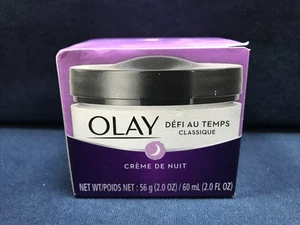 OLAY
DÉFI AU TEMPS
CLASSIQUE
CRÈME DE NUIT
NET WT/POIDS NET : 56 g (2.0 OZ) / 60 mL (2.0 FL OZ)